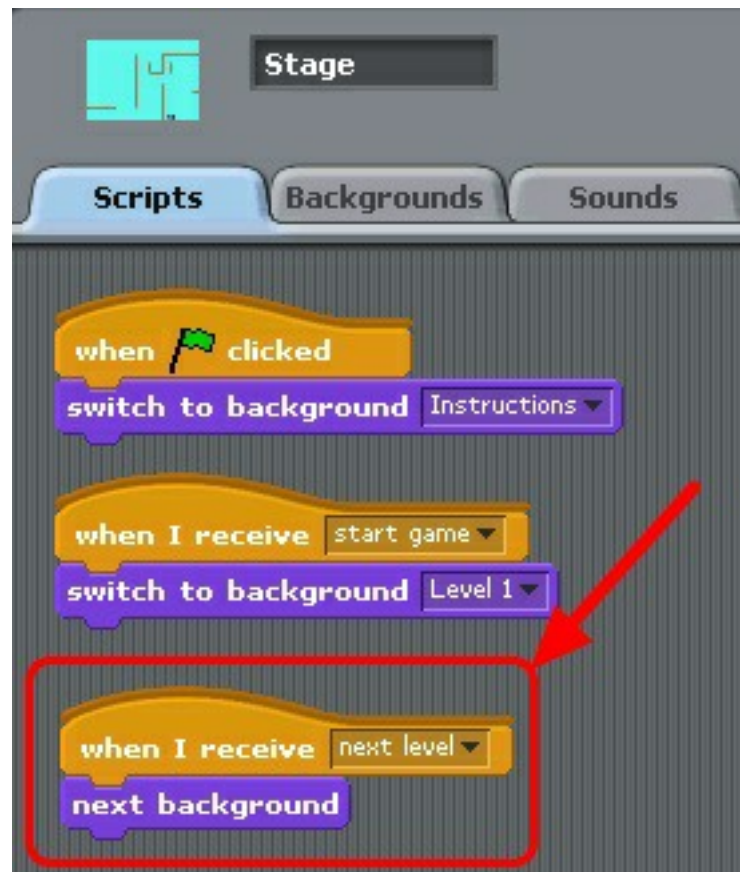 Stage
Scripts Backgrounds Sounds
when clicked
switch to background Instructions
when I receive start game
switch to background Level 1
when I receive next level
next background